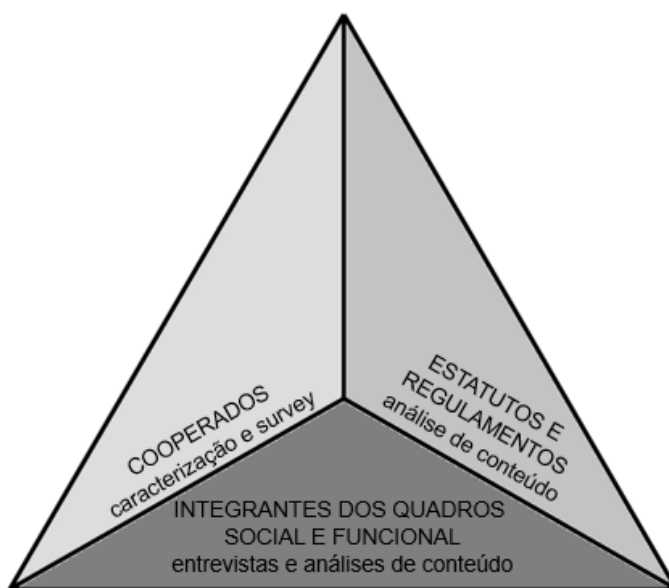 COOPERADOS
caracterização e survey
ESTATUTOS E
REGULAMENTOS
análise de conteúdo
INTEGRANTES DOS QUADROS
SOCIAL E FUNCIONAL
entrevistas e análises de conteúdo